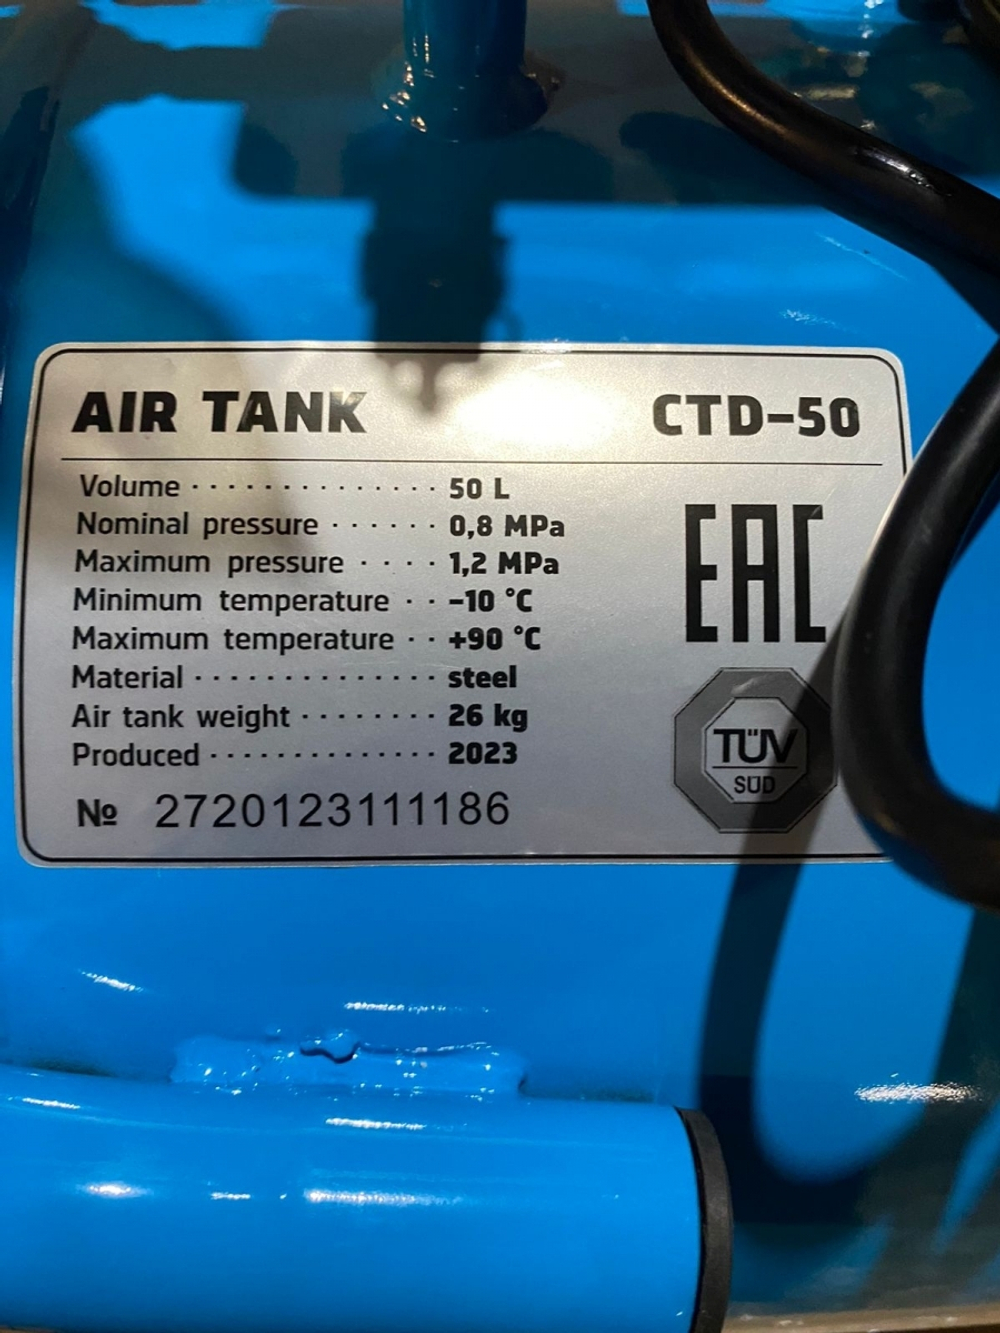 AIR TANK CTD-50
Volume . . . . . . . . . . . . . . 50 L
Nominal pressure . . . . . . 0,8 MPa
Maximum pressure . . . . 1,2 MPa
Minimum temperature . . -10 °C
Maximum temperature . . +90 °C
Material . . . . . . . . . . . . . . steel
Air tank weight . . . . . . . . 26 kg
Produced . . . . . . . . . . . . . 2023
№ 2720123111186
EAC
TÜV
SÜD